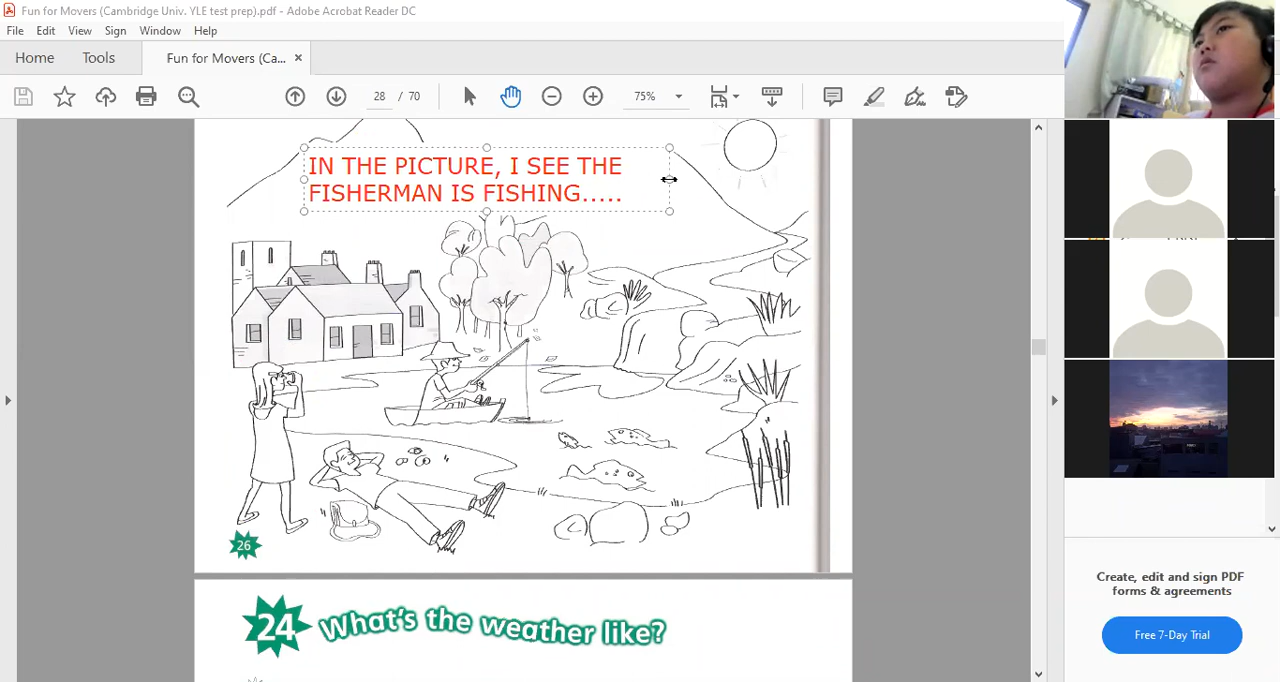 Fun for Movers (Cambridge Univ. YLE test prep).pdf - Adobe Acrobat Reader DC
File Edit View Sign Window Help
Home Tools Fun for Movers (Ca... ×
28 / 70 75%
IN THE PICTURE, I SEE THE
FISHERMAN IS FISHING.....
26
24 What's the weather like?
Create, edit and sign PDF
forms & agreements
Free 7-Day Trial